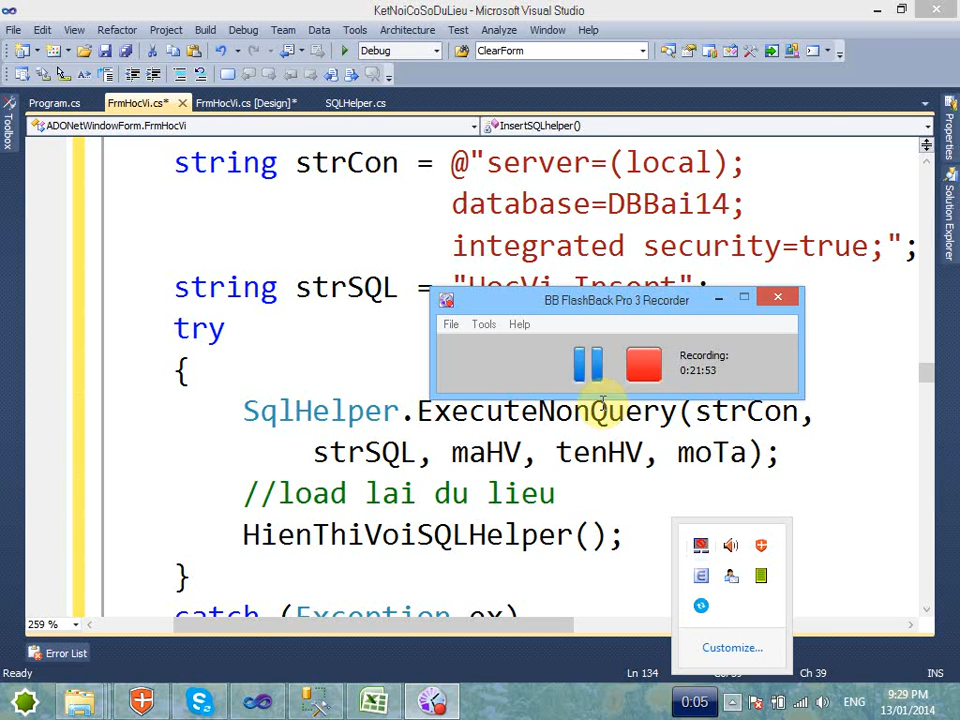 KetNoiCoSoDuLieu - Microsoft Visual Studio
File Edit View Refactor Project Build Debug Team Data Tools Architecture Test Analyze Window Help
Debug ClearForm
Program.cs FrmHocVi.cs* FrmHocVi.cs [Design]* SQLHelper.cs
ADONetWindowForm.FrmHocVi InsertSQLhelper()
Toolbox
Properties
Solution Explorer
string strCon = @"server=(local);
database=DBBai14;
integrated security=true;";
string strSQL = "HocVi_Insert";
try
{
SqlHelper.ExecuteNonQuery(strCon,
strSQL, maHV, tenHV, moTa);
//load lai du lieu
HienThiVoiSQLHelper();
}
catch (Exception ex)
BB FlashBack Pro 3 Recorder
File Tools Help
Recording:
0:21:53
Customize...
259 %
Error List
Ready Ln 134 Ch 39 INS
0:05 ENG
9:29 PM
13/01/2014